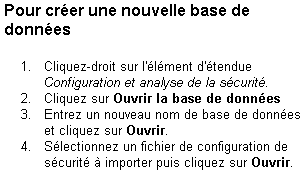 Pour créer une nouvelle base de
données
1. Cliquez-droit sur l'élément d'étendue
Configuration et analyse de la sécurité.
2. Cliquez sur Ouvrir la base de données
3. Entrez un nouveau nom de base de données
et cliquez sur Ouvrir.
4. Sélectionnez un fichier de configuration de
sécurité à importer puis cliquez sur Ouvrir.